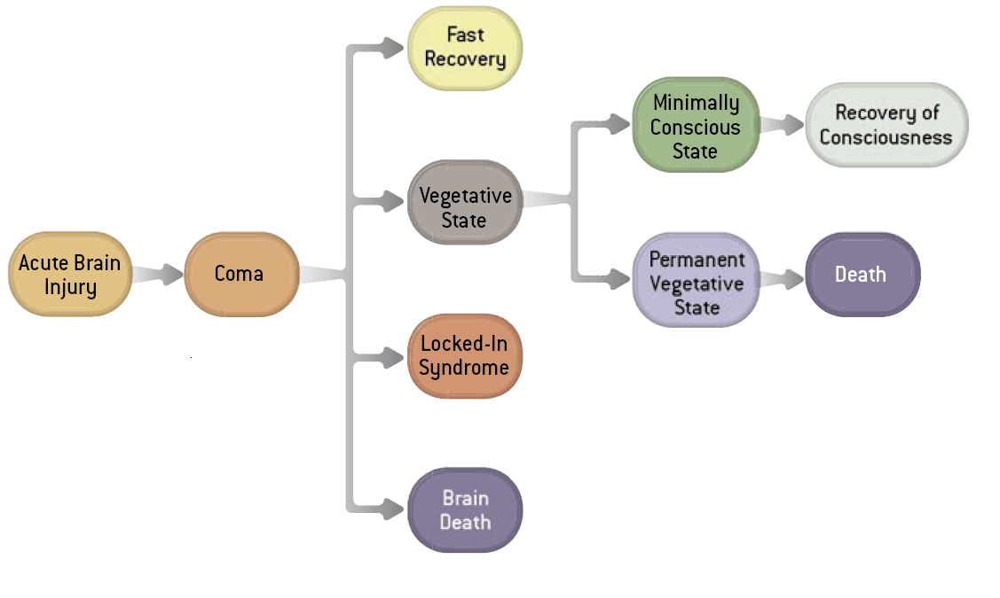 Acute Brain
Injury
Coma
Fast
Recovery
Vegetative
State
Locked-In
Syndrome
Brain
Death
Minimally
Conscious
State
Recovery of
Consciousness
Permanent
Vegetative
State
Death